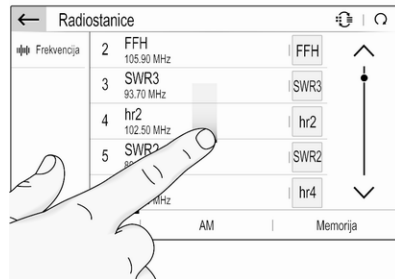 Radiostanice
Frekvencija
2 FFH FFH
105.90 MHz
3 SWR3 SWR3
93.70 MHz
4 hr2 hr2
102.50 MHz
5 SWR2 SWR2
hr4
MHz
AM Memorija